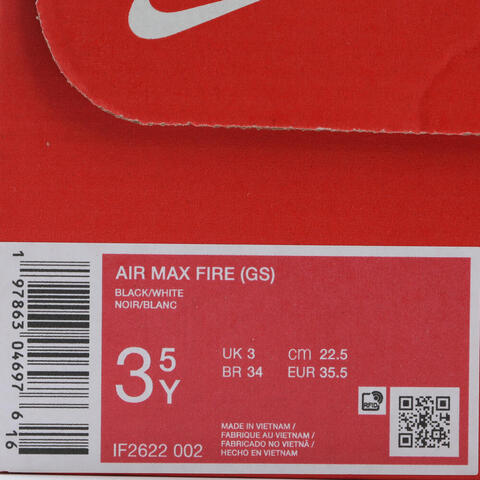 AIR MAX FIRE (GS)
BLACK/WHITE
NOIR/BLANC
3 5 Y
UK 3 cm 22.5
BR 34 EUR 35.5
RFID
MADE IN VIETNAM /
FABRIQUE AU VIETNAM /
FABRICADO NO VIETNÃ /
HECHO EN VIETNAM
IF2622 002
1 97863 04697 6 16